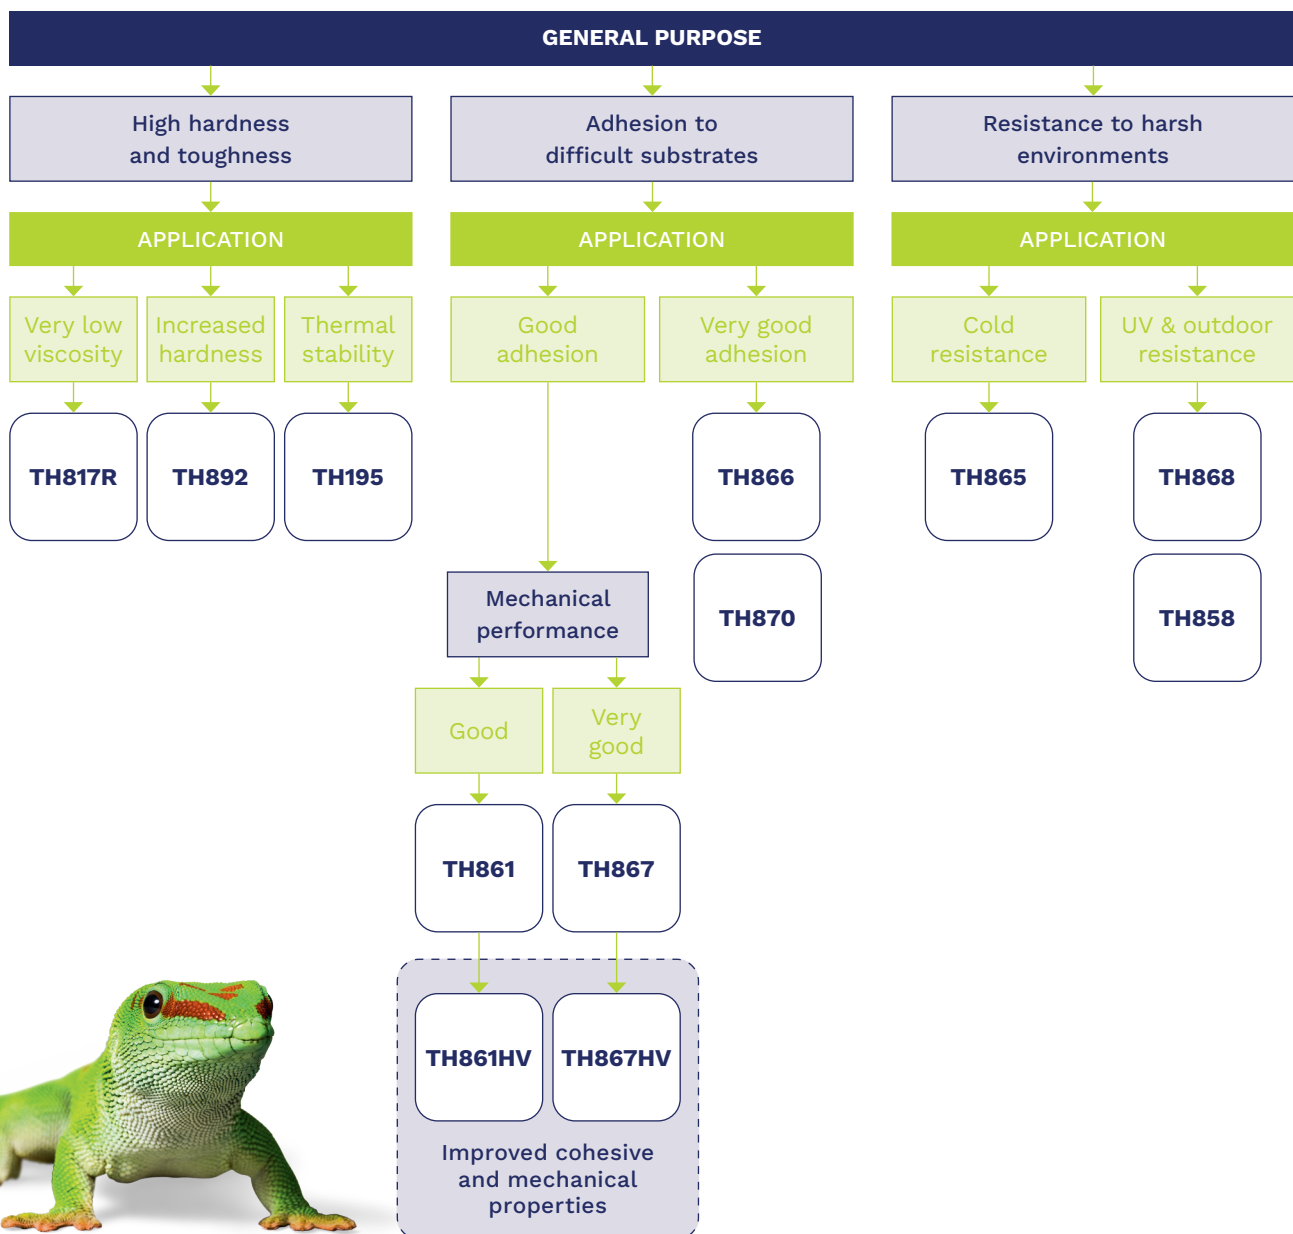 GENERAL PURPOSE
High hardness
and toughness
Adhesion to
difficult substrates
Resistance to harsh
environments
APPLICATION
APPLICATION
APPLICATION
Very low
viscosity
Increased
hardness
Thermal
stability
Good
adhesion
Very good
adhesion
Cold
resistance
UV & outdoor
resistance
TH817R
TH892
TH195
TH866
TH865
TH868
Mechanical
performance
TH870
TH858
Good
Very
good
TH861
TH867
TH861HV
TH867HV
Improved cohesive
and mechanical
properties